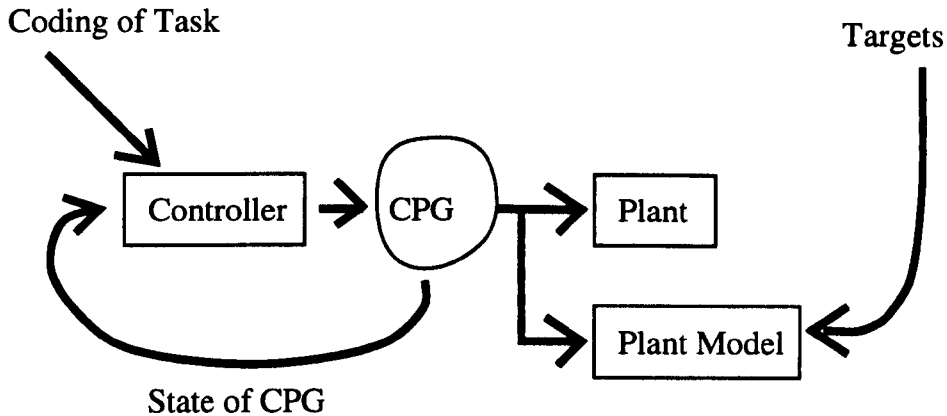 Coding of Task
Targets
Controller
CPG
Plant
Plant Model
State of CPG